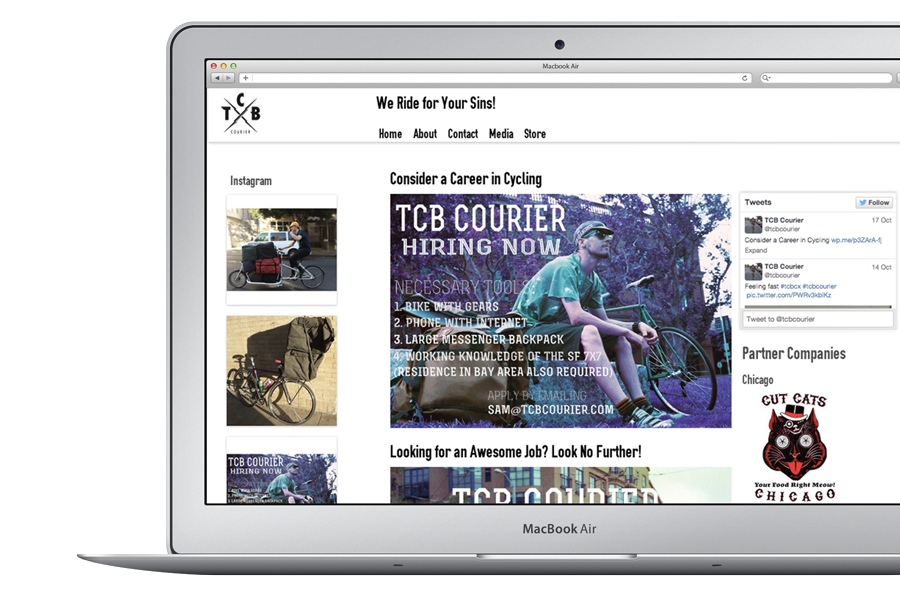 Macbook Air
T C B
COURIER
We Ride for Your Sins!
Home About Contact Media Store
Instagram
TCB COURIER
HIRING NOW
Consider a Career in Cycling
TCB COURIER
HIRING NOW
NECESSARY TOOLS:
1. BIKE WITH GEARS
2. PHONE WITH INTERNET
3. LARGE MESSENGER BACKPACK
4. WORKING KNOWLEDGE OF THE SF 7X7
(RESIDENCE IN BAY AREA ALSO REQUIRED)
APPLY BY EMAILING
SAM@TCBCOURIER.COM
Looking for an Awesome Job? Look No Further!
TCB COURIER
Tweets Follow
TCB Courier 17 Oct
@tcbcourier
Consider a Career in Cycling wp.me/p3ZArA-fj
Expand
TCB Courier 14 Oct
@tcbcourier
Feeling fast #tcbcx #tcbcourier
pic.twitter.com/PWRv3kbiKz
Tweet to @tcbcourier
Partner Companies
Chicago
CUT CATS
Your Food Right Meow!
CHICAGO
MacBook Air